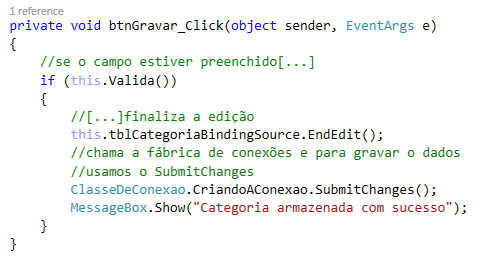 1 reference
private void btnGravar_Click(object sender, EventArgs e)
{
//se o campo estiver preenchido[...]
if (this.Valida())
{
//[...]finaliza a edição
this.tblCategoriaBindingSource.EndEdit();
//chama a fábrica de conexões e para gravar o dados
//usamos o SubmitChanges
ClasseDeConexao.CriandoAConexao.SubmitChanges();
MessageBox.Show("Categoria armazenada com sucesso");
}
}